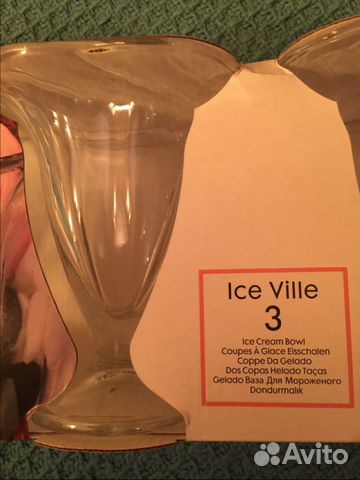 Ice Ville
3
Ice Cream Bowl
Coupes À Glace Eisschalen
Coppe Da Gelado
Dos Copas Helado Taças
Gelado Ваза Для Мороженого
Dondurmalık
Avito